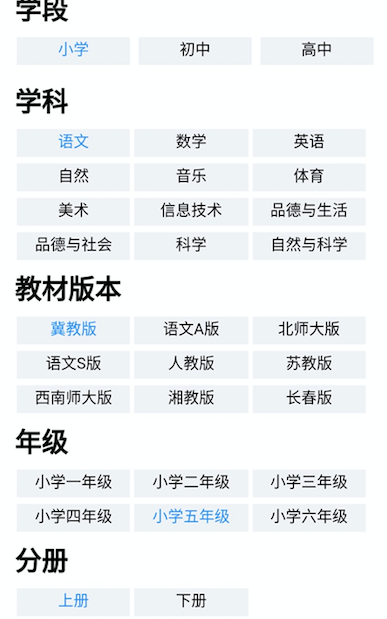 学段
小学 初中 高中
学科
语文 数学 英语
自然 音乐 体育
美术 信息技术 品德与生活
品德与社会 科学 自然与科学
教材版本
冀教版 语文A版 北师大版
语文S版 人教版 苏教版
西南师大版 湘教版 长春版
年级
小学一年级 小学二年级 小学三年级
小学四年级 小学五年级 小学六年级
分册
上册 下册